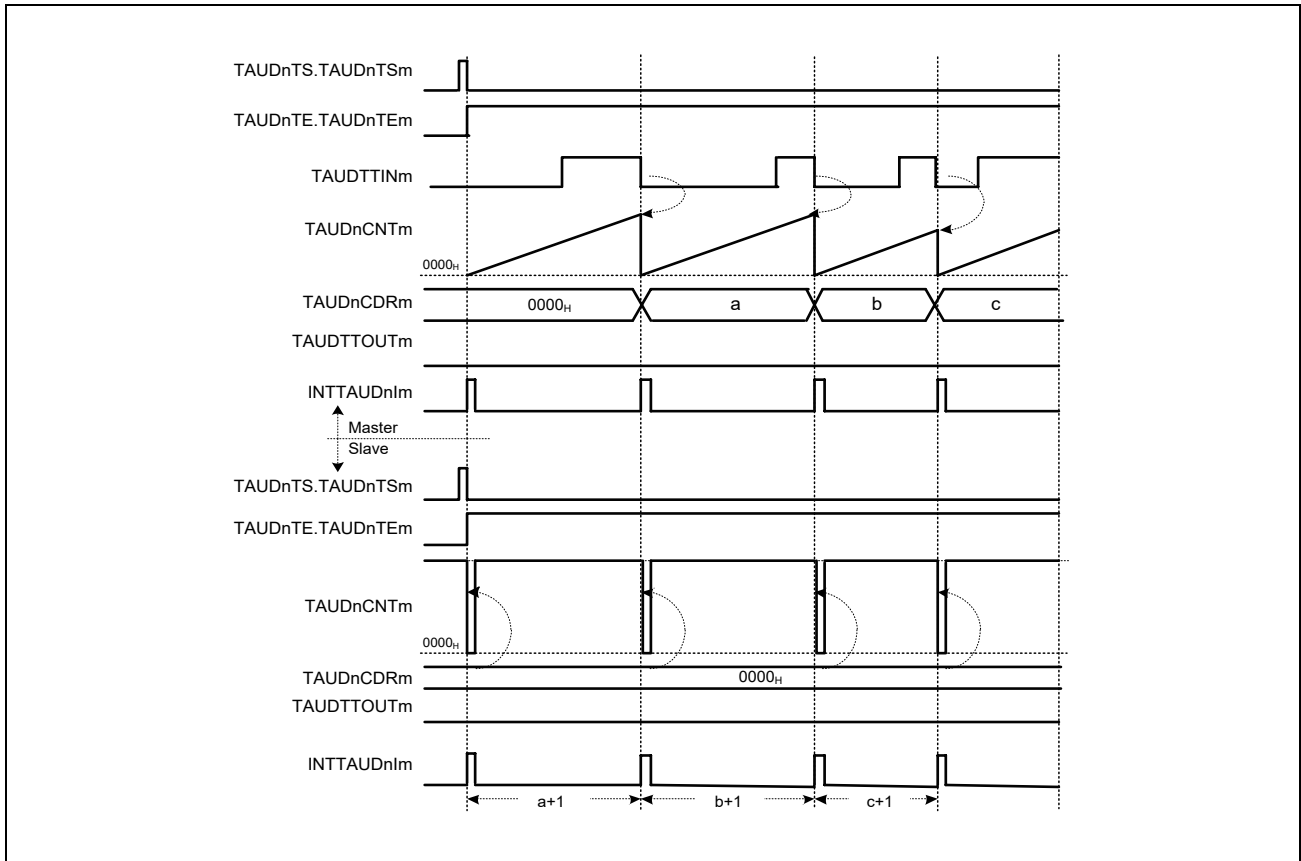 TAUDnTS.TAUDnTSm
TAUDnTE.TAUDnTEm
TAUDTTINm
TAUDnCNTm
0000H
TAUDnCDRm
0000H
a
b
c
TAUDTTOUTm
INTTAUDnIm
Master
Slave
TAUDnTS.TAUDnTSm
TAUDnTE.TAUDnTEm
TAUDnCNTm
0000H
TAUDnCDRm
0000H
TAUDTTOUTm
INTTAUDnIm
a+1
b+1
c+1